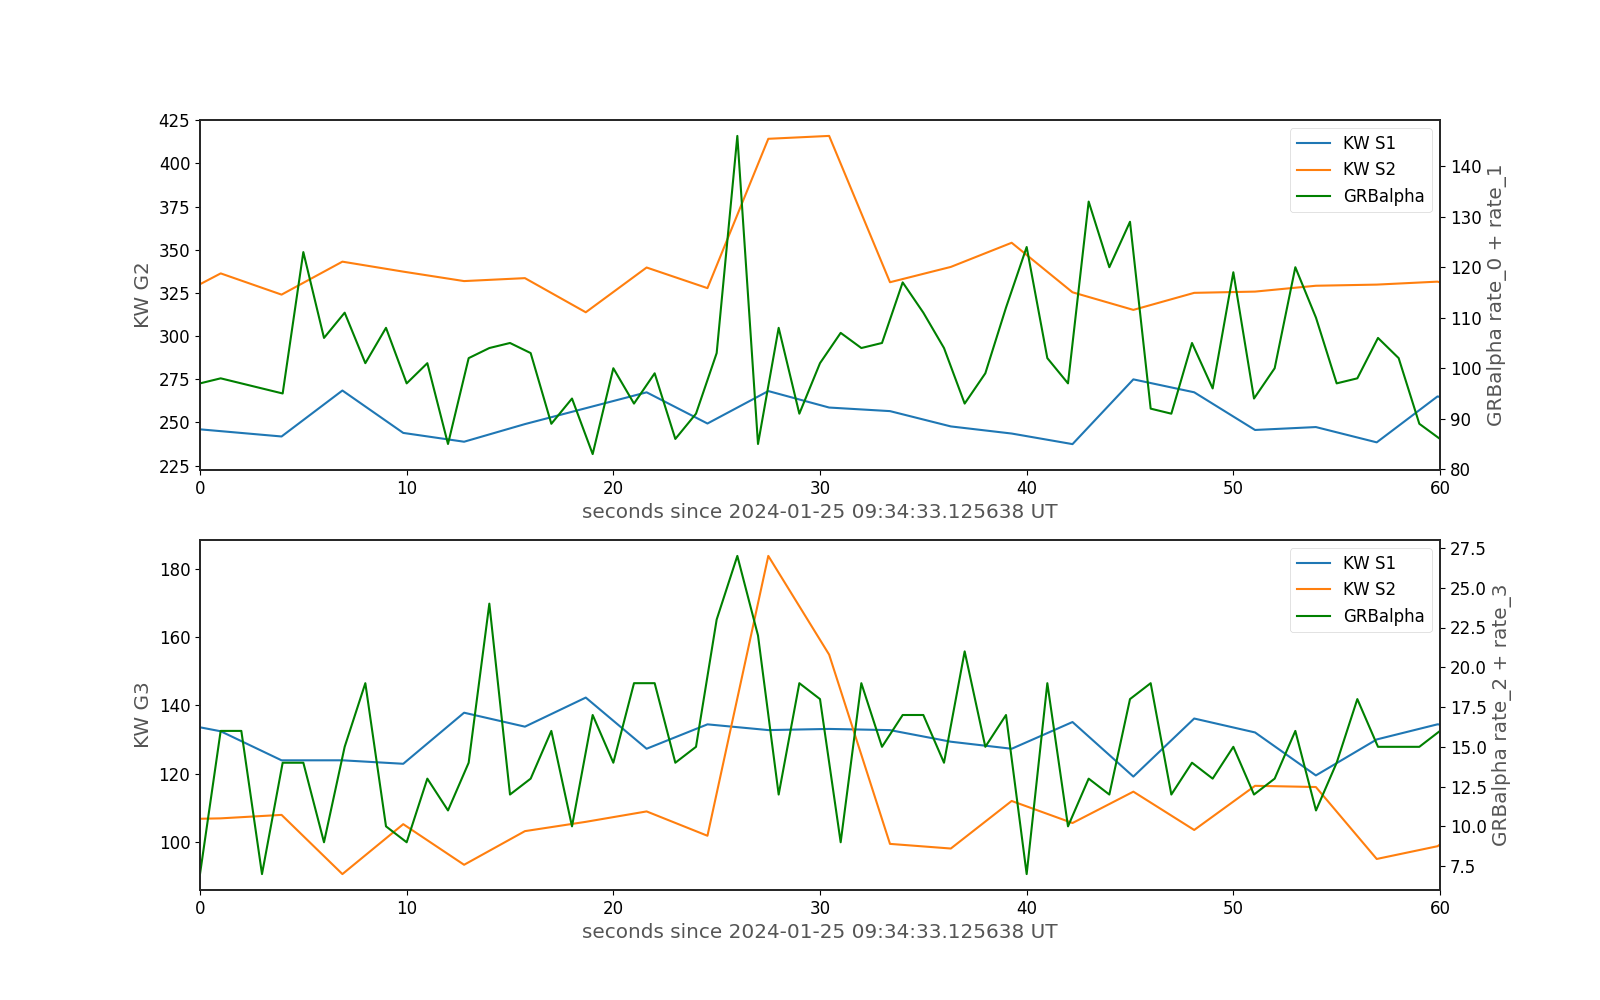 425
400
375
350
325
300
275
250
225
KW G2
140
130
120
110
100
90
80
GRBalpha rate_0 + rate_1
KW S1
KW S2
GRBalpha
0 10 20 30 40 50 60
seconds since 2024-01-25 09:34:33.125638 UT
180
160
140
120
100
KW G3
27.5
25.0
22.5
20.0
17.5
15.0
12.5
10.0
7.5
GRBalpha rate_2 + rate_3
KW S1
KW S2
GRBalpha
0 10 20 30 40 50 60
seconds since 2024-01-25 09:34:33.125638 UT